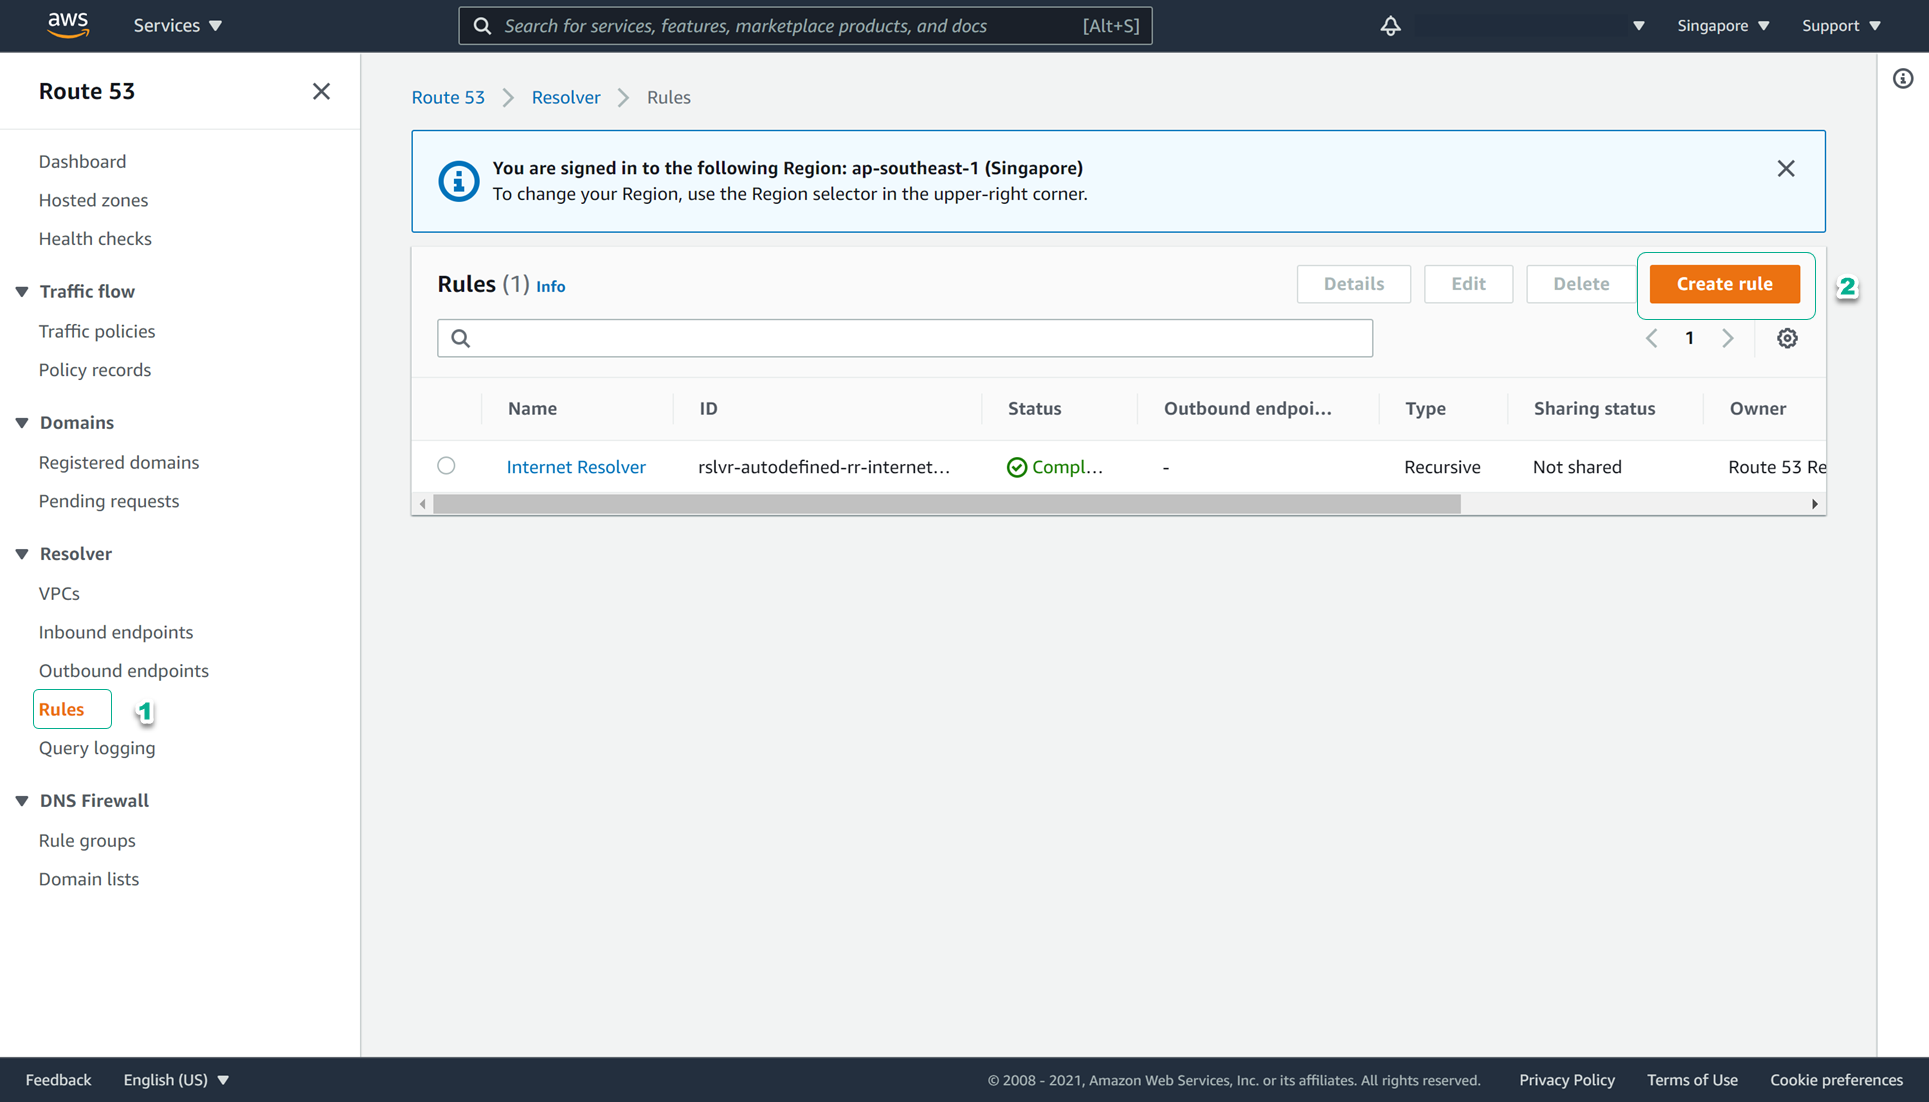 aws
Services
Search for services, features, marketplace products, and docs
[Alt+S]
Singapore
Support
Route 53
Dashboard
Hosted zones
Health checks
Traffic flow
Traffic policies
Policy records
Domains
Registered domains
Pending requests
Resolver
VPCs
Inbound endpoints
Outbound endpoints
Rules
1
Query logging
DNS Firewall
Rule groups
Domain lists
Route 53
Resolver
Rules
You are signed in to the following Region: ap-southeast-1 (Singapore)
To change your Region, use the Region selector in the upper-right corner.
Rules (1) Info
Details
Edit
Delete
Create rule
2
1
Name
ID
Status
Outbound endpoi...
Type
Sharing status
Owner
Internet Resolver
rslvr-autodefined-rr-internet...
Compl...
-
Recursive
Not shared
Route 53 Re
Feedback
English (US)
© 2008 - 2021, Amazon Web Services, Inc. or its affiliates. All rights reserved.
Privacy Policy
Terms of Use
Cookie preferences